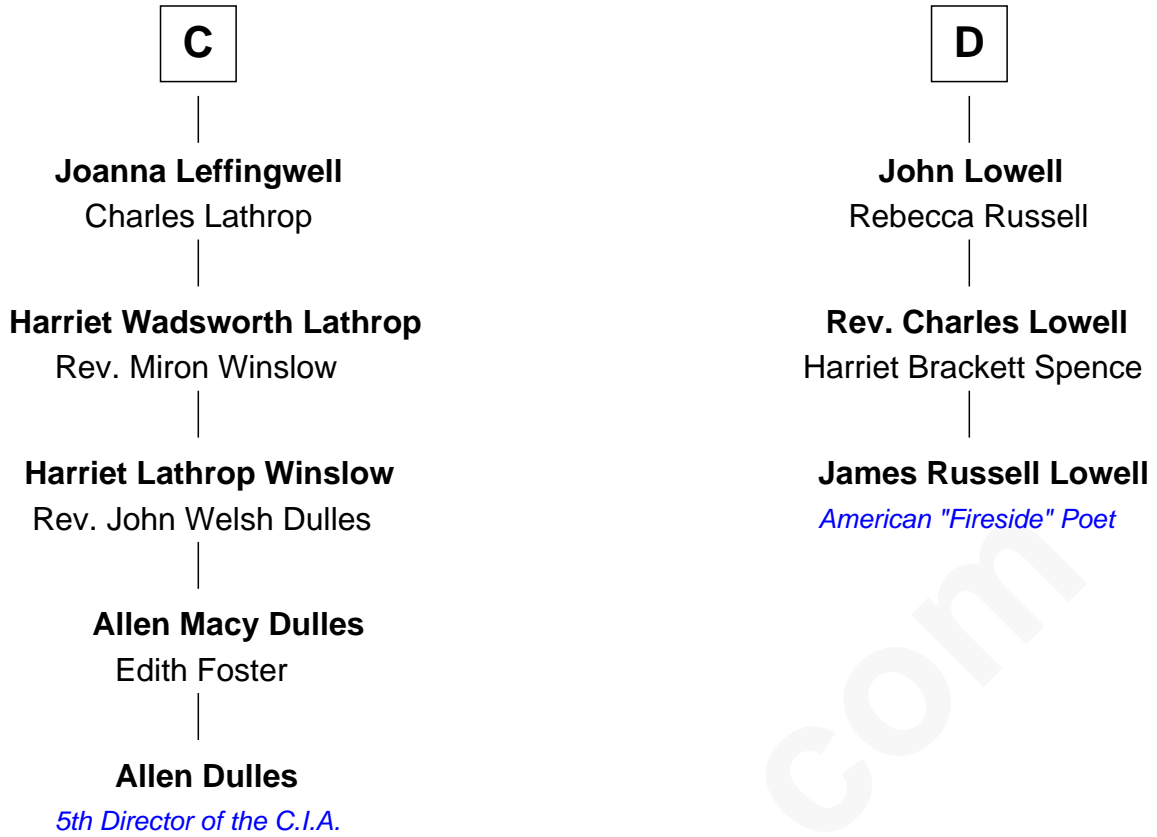 C
Joanna Leffingwell
Charles Lathrop
Harriet Wadsworth Lathrop
Rev. Miron Winslow
Harriet Lathrop Winslow
Rev. John Welsh Dulles
Allen Macy Dulles
Edith Foster
Allen Dulles
5th Director of the C.I.A.
D
John Lowell
Rebecca Russell
Rev. Charles Lowell
Harriet Brackett Spence
James Russell Lowell
American "Fireside" Poet
com